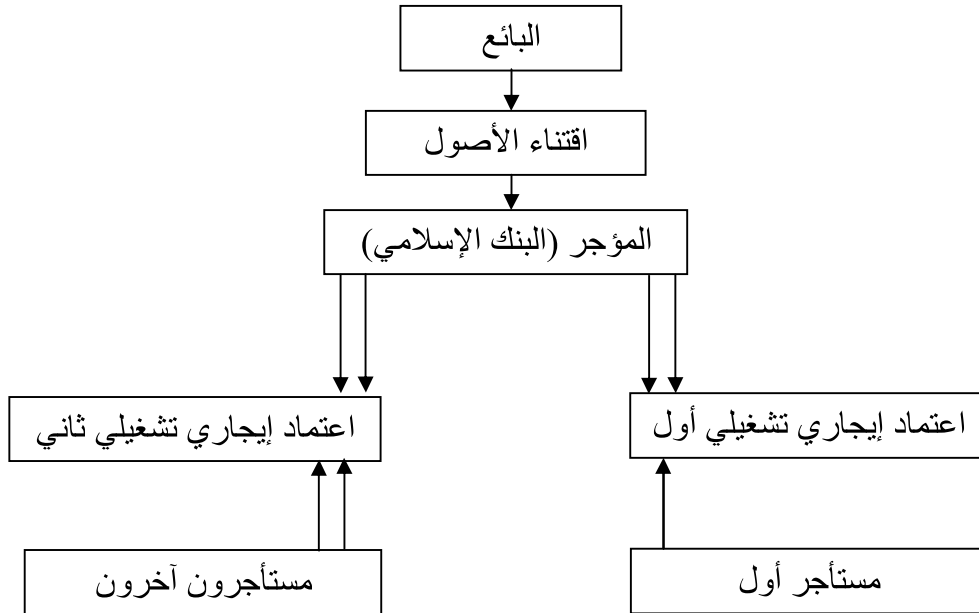 البائع
اقتناء الأصول
المؤجر (البنك الإسلامي)
اعتماد إيجاري تشغيلي أول
اعتماد إيجاري تشغيلي ثاني
مستأجر أول
مستأجرون آخرون